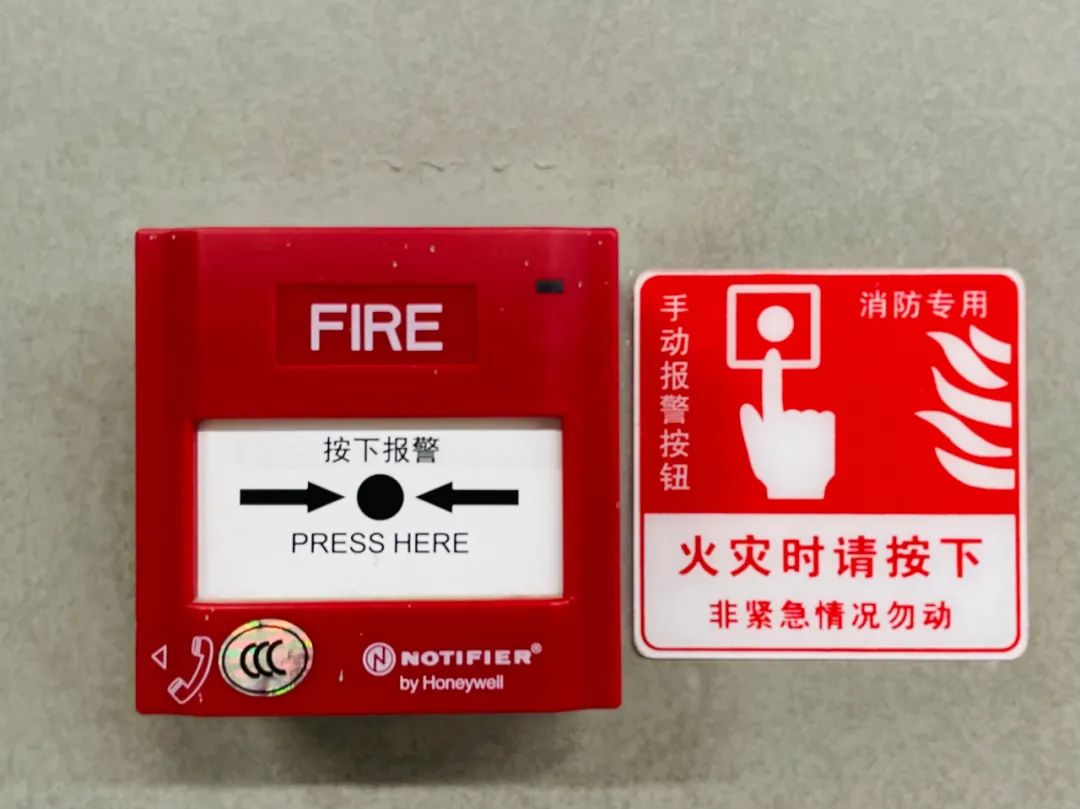 FIRE
按下报警
PRESS HERE
CCC
NOTIFIER®
by Honeywell
手动报警按钮
消防专用
火灾时请按下
非紧急情况勿动